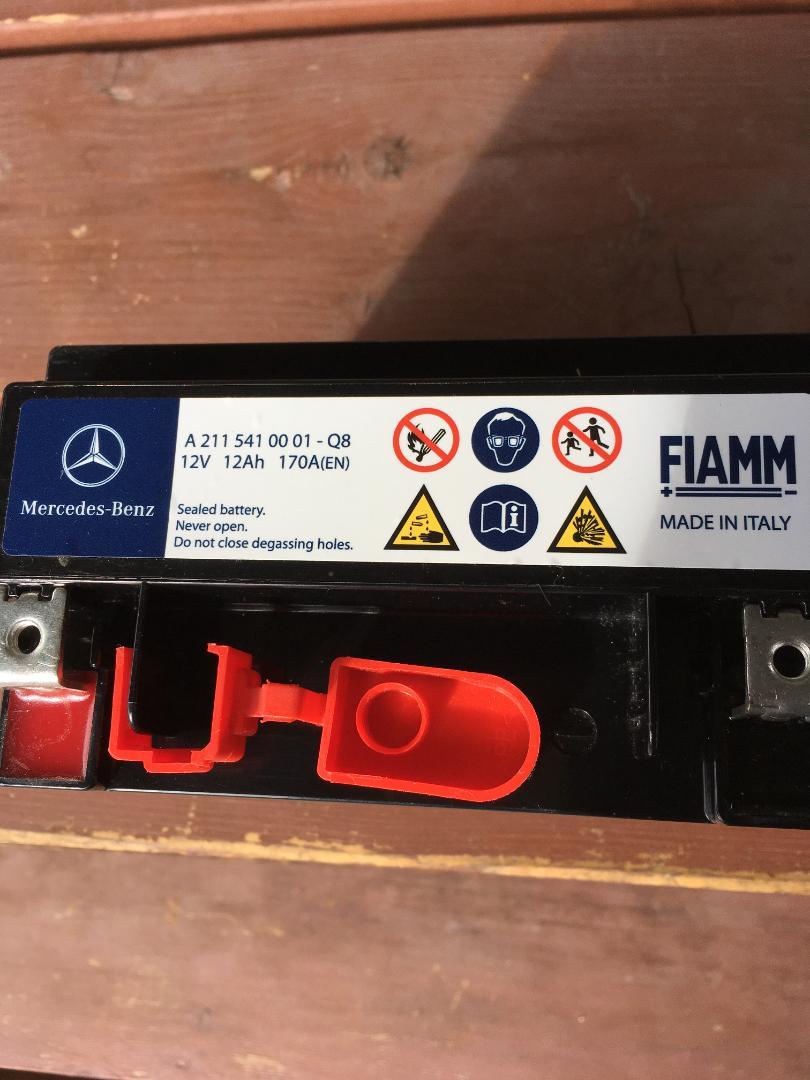 Mercedes-Benz
A 211 541 00 01 - Q8
12V 12Ah 170A(EN)
Sealed battery.
Never open.
Do not close degassing holes.
FIAMM
+ -
MADE IN ITALY